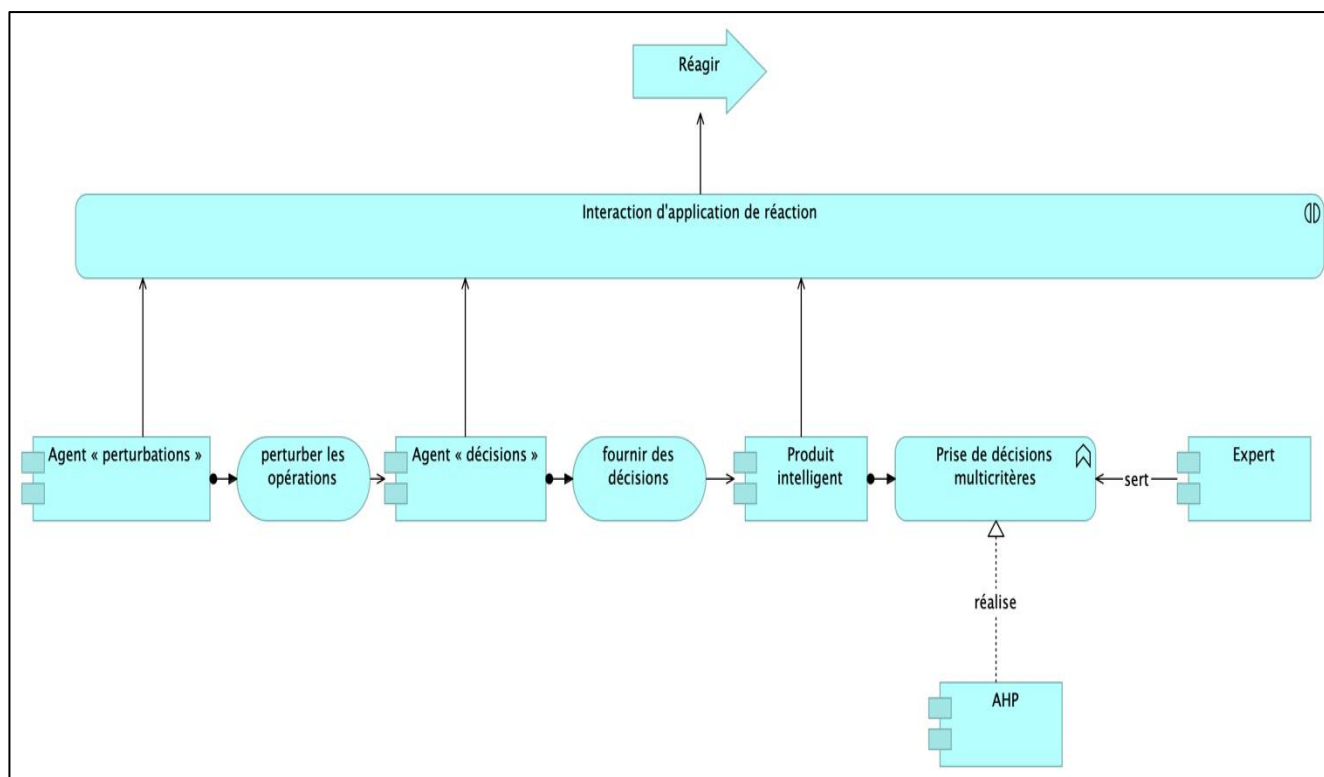 Réagir
Interaction d'application de réaction
Agent « perturbations »
perturber les
opérations
Agent « décisions »
fournir des
décisions
Produit
intelligent
Prise de décisions
multicritères
sert
Expert
réalise
AHP